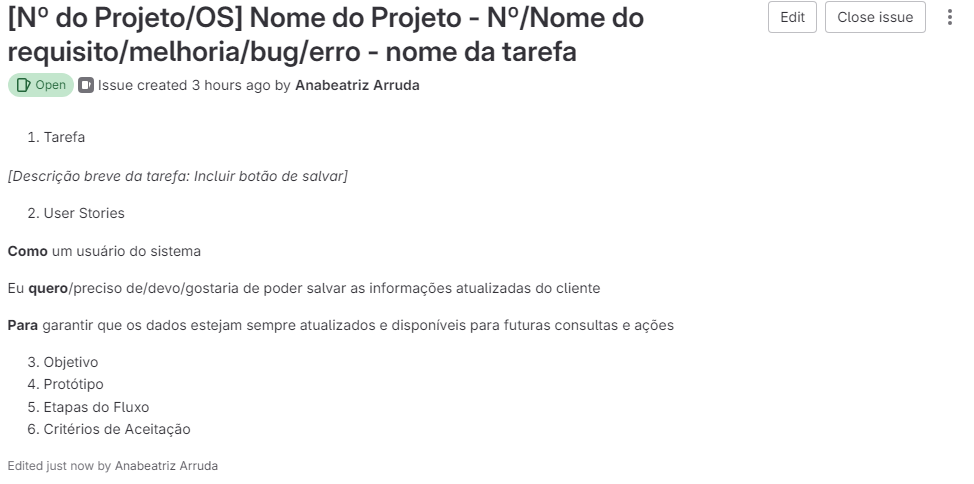 [Nº do Projeto/OS] Nome do Projeto - Nº/Nome do
requisito/melhoria/bug/erro - nome da tarefa
Edit
Close issue
Open
Issue created 3 hours ago by Anabeatriz Arruda
1. Tarefa
[Descrição breve da tarefa: Incluir botão de salvar]
2. User Stories
Como um usuário do sistema
Eu quero/preciso de/devo/gostaria de poder salvar as informações atualizadas do cliente
Para garantir que os dados estejam sempre atualizados e disponíveis para futuras consultas e ações
3. Objetivo
4. Protótipo
5. Etapas do Fluxo
6. Critérios de Aceitação
Edited just now by Anabeatriz Arruda